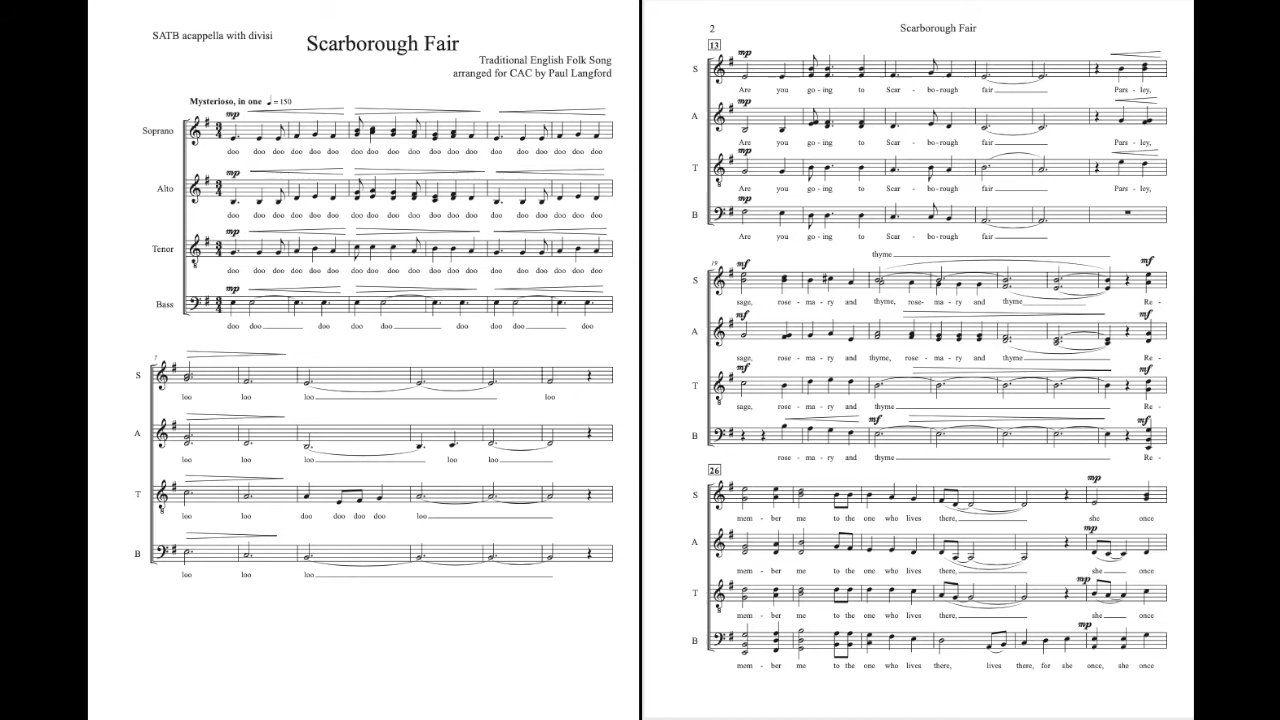 SATB acappella with divisi
Scarborough Fair
Traditional English Folk Song
arranged for CAC by Paul Langford
Mysterioso, in one ♩= 150
mp
Soprano
doo doo doo doo doo doo doo doo doo doo doo doo doo doo doo doo doo
mp
Alto
doo doo doo doo doo doo doo doo doo doo doo doo doo doo doo doo doo
mp
Tenor
doo doo doo doo doo doo doo doo doo doo doo doo doo doo doo doo doo
mp
Bass
doo doo doo doo doo doo doo doo
7
S
loo loo loo loo
A
loo loo loo loo loo loo
T
loo loo doo doo doo doo loo
B
loo loo loo
2
Scarborough Fair
13
mp
S
Are you go - ing to Scar - bo - rough fair Pars - ley,
mp
A
Are you go - ing to Scar - bo - rough fair Pars - ley,
mp
T
Are you go - ing to Scar - bo - rough fair Pars - ley,
mp
B
Are you go - ing to Scar - bo - rough fair
19
thyme
mf mf
S
sage, rose - ma - ry and thyme, rose - ma - ry and thyme Re -
mf mf
A
sage, rose - ma - ry and thyme, rose - ma - ry and thyme Re -
mf mf
T
sage, rose - ma - ry and thyme Re -
mf mf
B
rose - ma - ry and thyme Re -
26
mp
S
mem - ber me to the one who lives there, she once
mp
A
mem - ber me to the one who lives there, she once
mp
T
mem - ber me to the one who lives there, she once
mp
B
mem - ber me to the one who lives there, lives there, for she once, she once